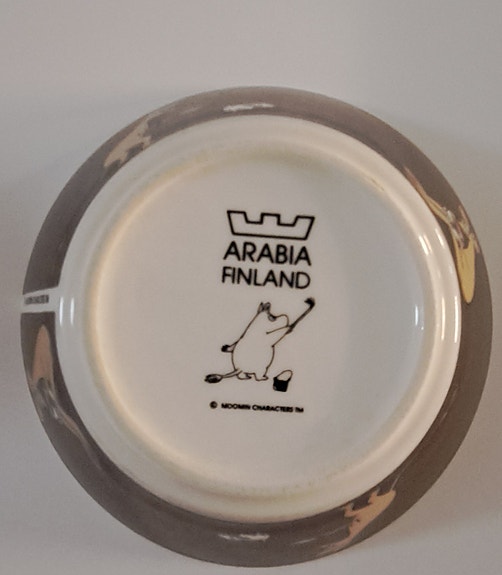 ARABIA
FINLAND
© MOOMIN CHARACTERS TM